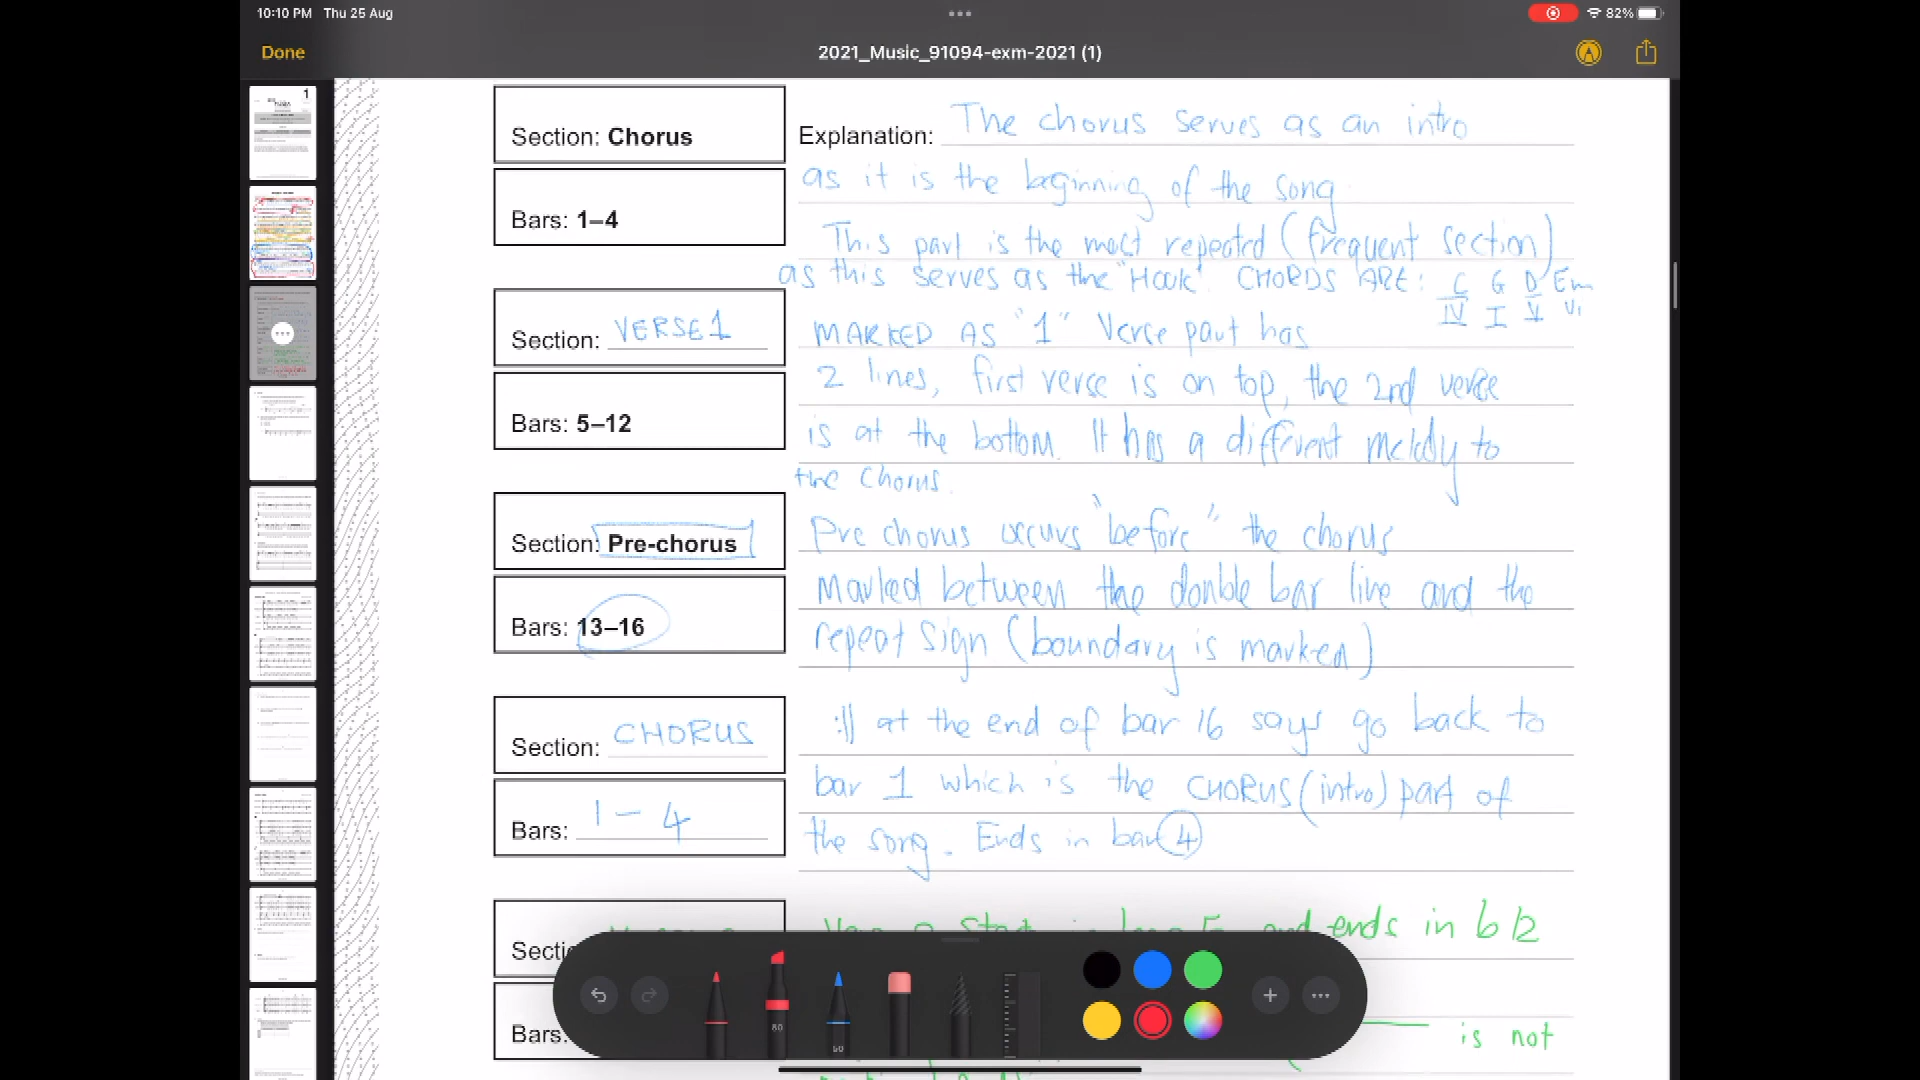 10:10 PM Thu 25 Aug
82%
Done
2021_Music_91094-exm-2021 (1)
1
Section: Chorus
Bars: 1–4
Explanation: The chorus serves as an intro
as it is the beginning of the song.
This part is the most repeated (frequent section)
as this serves as the "Hook". CHORDS ARE: C G D Em
IV I V vi
Section: VERSE 1
Bars: 5–12
MARKED AS "1" Verse part has
2 lines, first verse is on top, the 2nd verse
is at the bottom. It has a different melody to
the chorus.
Section: Pre-chorus
Bars: 13–16
Pre chorus occurs "before" the chorus
marked between the double bar line and the
repeat sign (boundary is marked)
Section: CHORUS
Bars: 1 – 4
:|| at the end of bar 16 says go back to
bar 1 which is the CHORUS (intro) part of
the song. Ends in bar 4
Secti
and ends in b 12
Bars:
is not
80
50